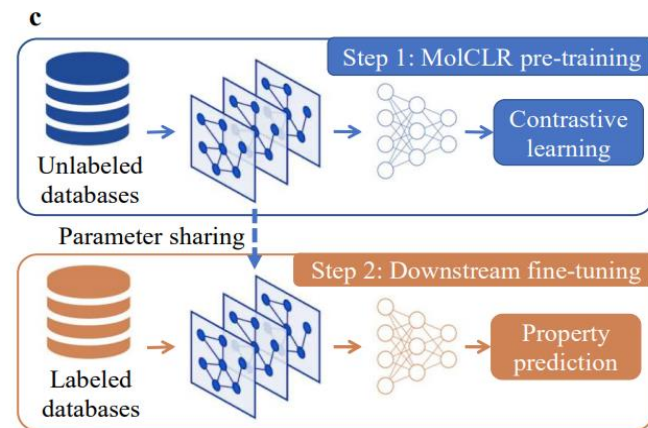 c
Step 1: MolCLR pre-training
Unlabeled
databases
Contrastive
learning
Parameter sharing
Step 2: Downstream fine-tuning
Labeled
databases
Property
prediction